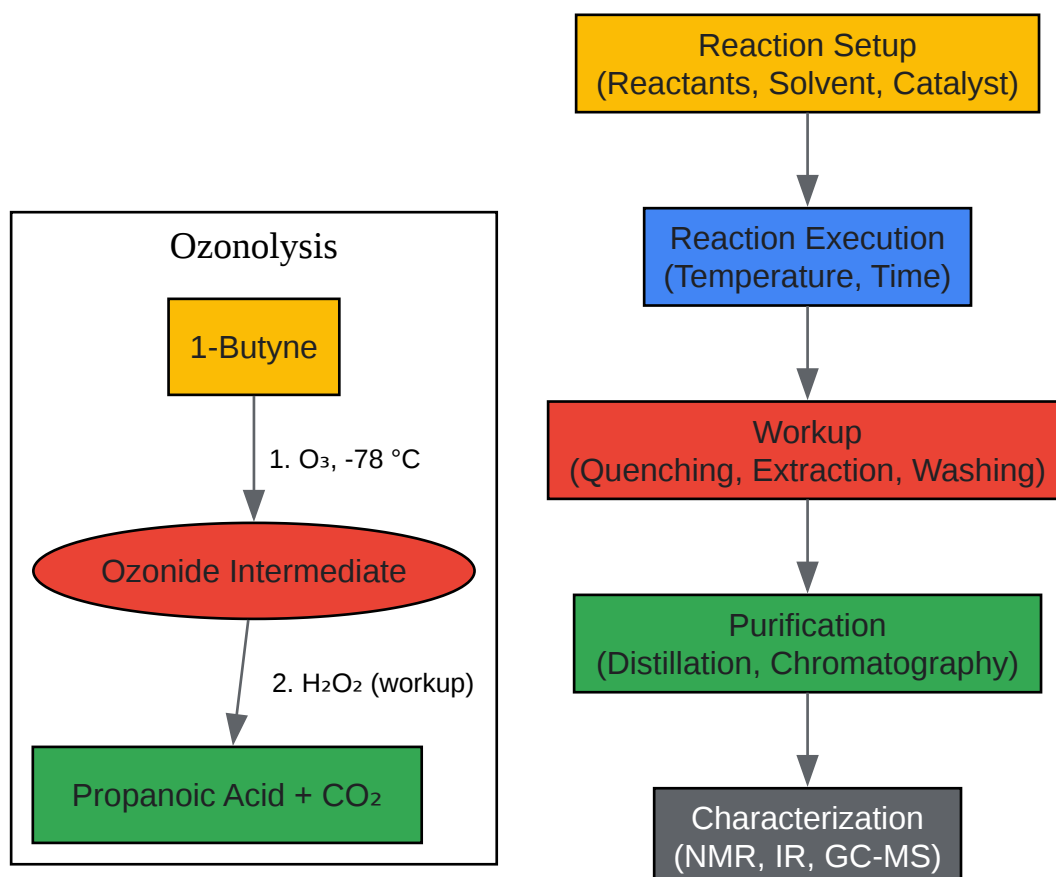 Ozonolysis
1-Butyne
1. O₃, -78 °C
Ozonide Intermediate
2. H₂O₂ (workup)
Propanoic Acid + CO₂
Reaction Setup
(Reactants, Solvent, Catalyst)
Reaction Execution
(Temperature, Time)
Workup
(Quenching, Extraction, Washing)
Purification
(Distillation, Chromatography)
Characterization
(NMR, IR, GC-MS)